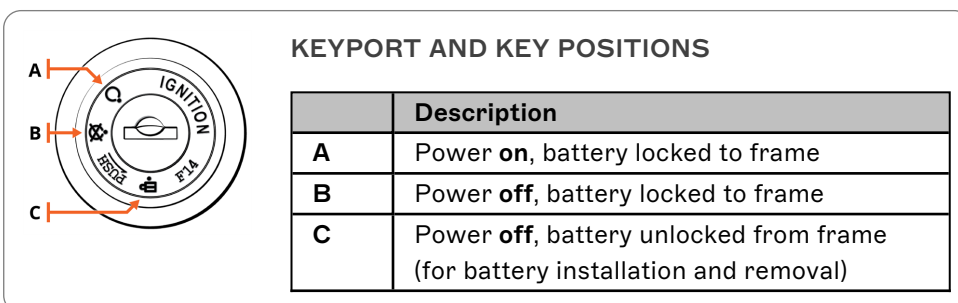 KEYPORT AND KEY POSITIONS
A
B
C
IGNITION
PUSH
F14
Description
A Power on, battery locked to frame
B Power off, battery locked to frame
C Power off, battery unlocked from frame
(for battery installation and removal)